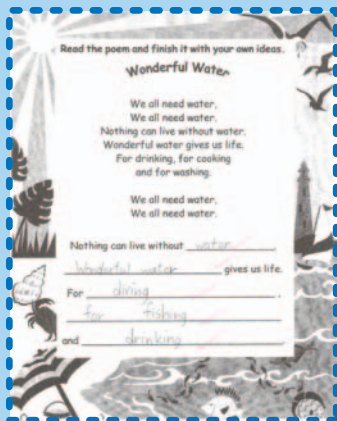 Read the poem and finish it with your own ideas.
Wonderful Water
We all need water,
We all need water.
Nothing can live without water.
Wonderful water gives us life.
For drinking, for cooking
and for washing.
We all need water,
We all need water.
Nothing can live without water
Wonderful water gives us life.
For diving ,
for fishing
and drinking